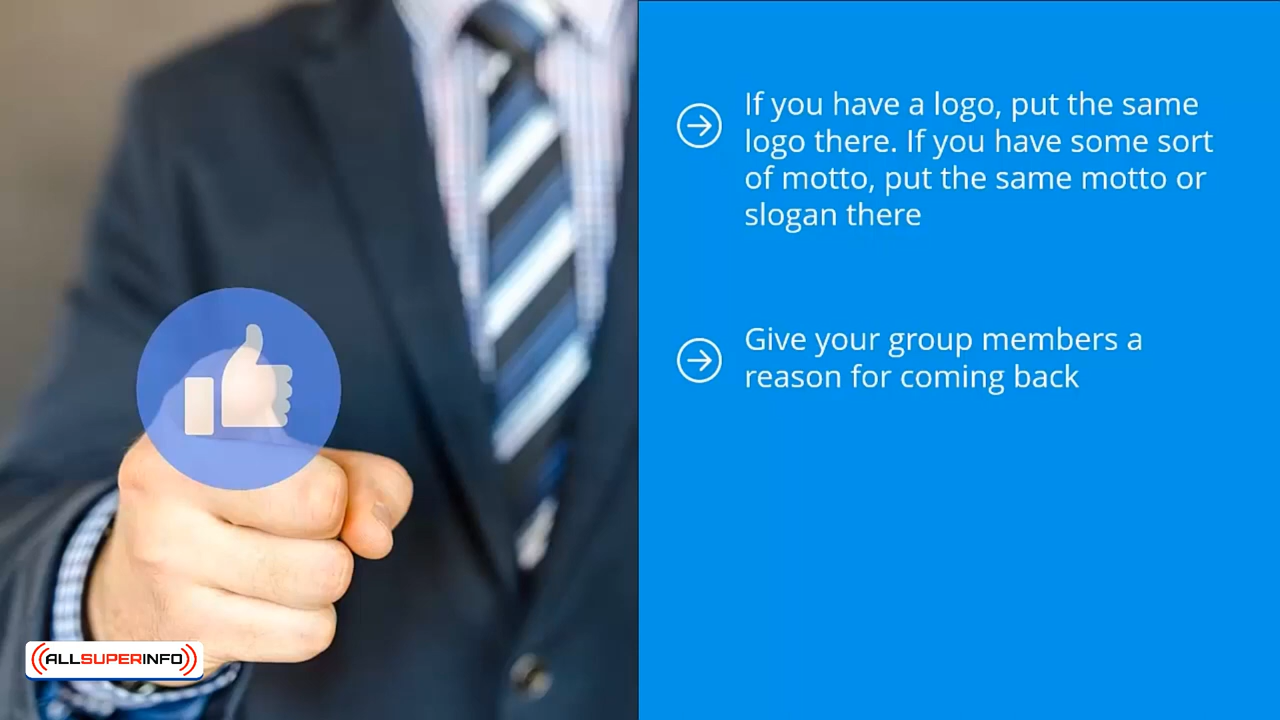 If you have a logo, put the same
logo there. If you have some sort
of motto, put the same motto or
slogan there
Give your group members a
reason for coming back
ALLSUPERINFO